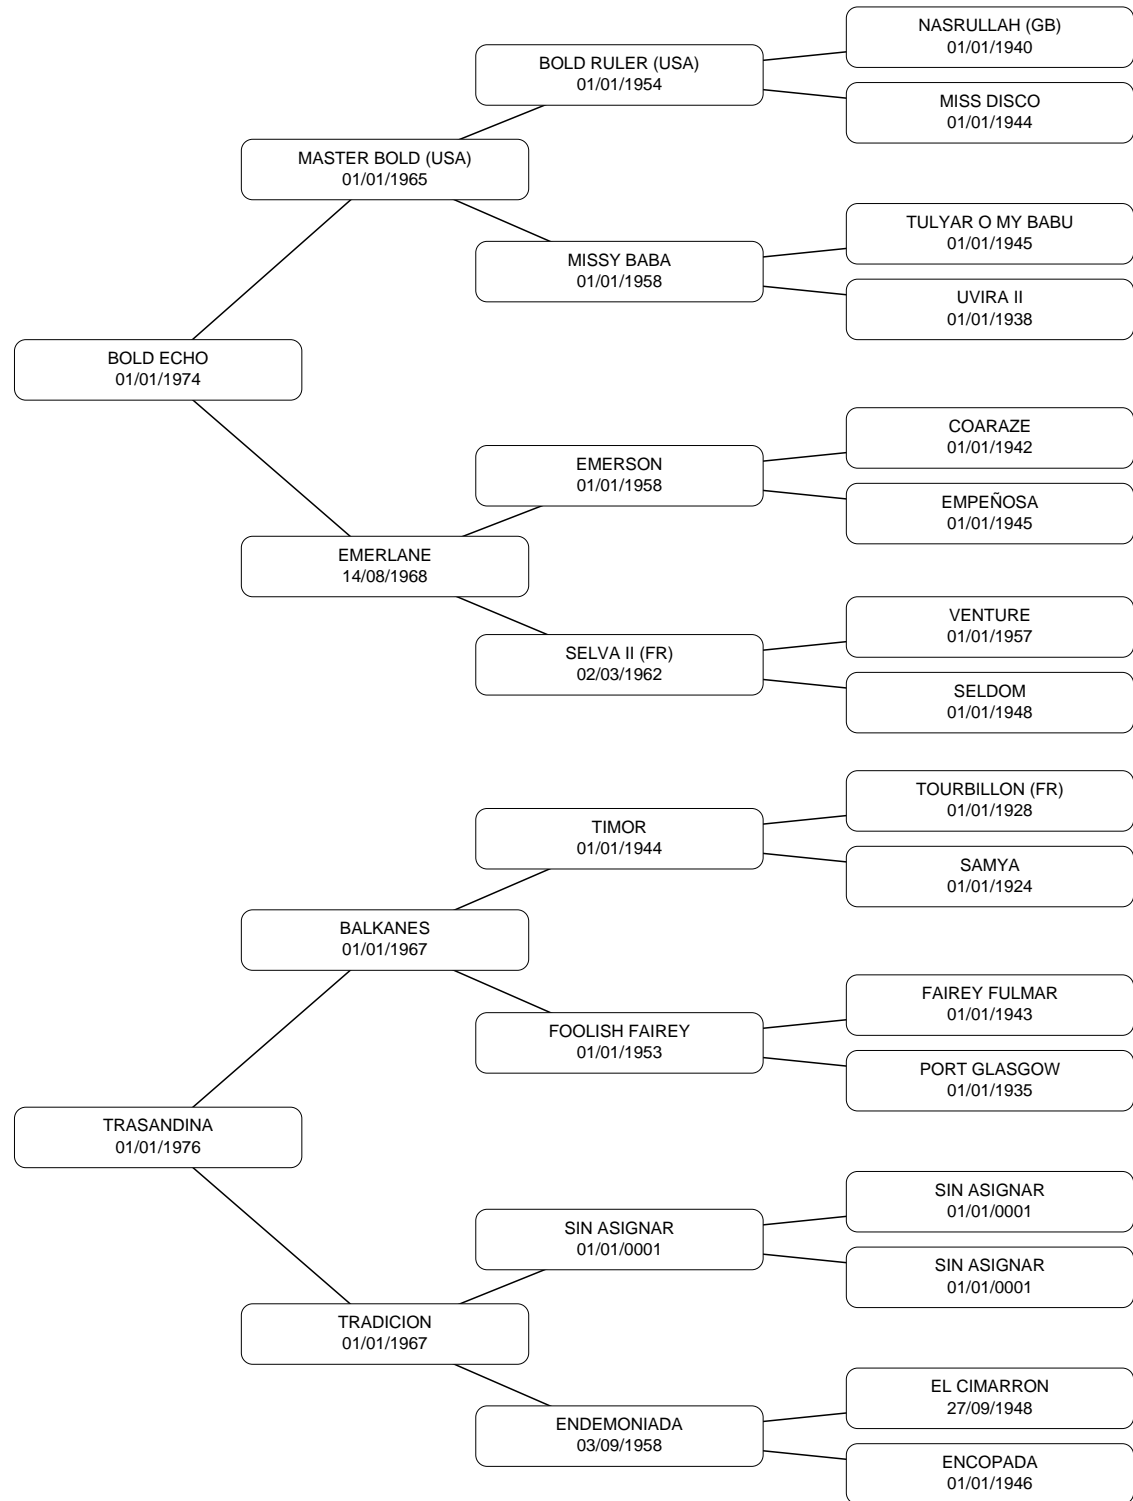 NASRULLAH (GB)
01/01/1940
BOLD RULER (USA)
01/01/1954
MISS DISCO
01/01/1944
MASTER BOLD (USA)
01/01/1965
TULYAR O MY BABU
01/01/1945
MISSY BABA
01/01/1958
UVIRA II
01/01/1938
BOLD ECHO
01/01/1974
COARAZE
01/01/1942
EMERSON
01/01/1958
EMPEÑOSA
01/01/1945
EMERLANE
14/08/1968
VENTURE
01/01/1957
SELVA II (FR)
02/03/1962
SELDOM
01/01/1948
TOURBILLON (FR)
01/01/1928
TIMOR
01/01/1944
SAMYA
01/01/1924
BALKANES
01/01/1967
FAIREY FULMAR
01/01/1943
FOOLISH FAIREY
01/01/1953
PORT GLASGOW
01/01/1935
TRASANDINA
01/01/1976
SIN ASIGNAR
01/01/0001
SIN ASIGNAR
01/01/0001
SIN ASIGNAR
01/01/0001
TRADICION
01/01/1967
EL CIMARRON
27/09/1948
ENDEMONIADA
03/09/1958
ENCOPADA
01/01/1946